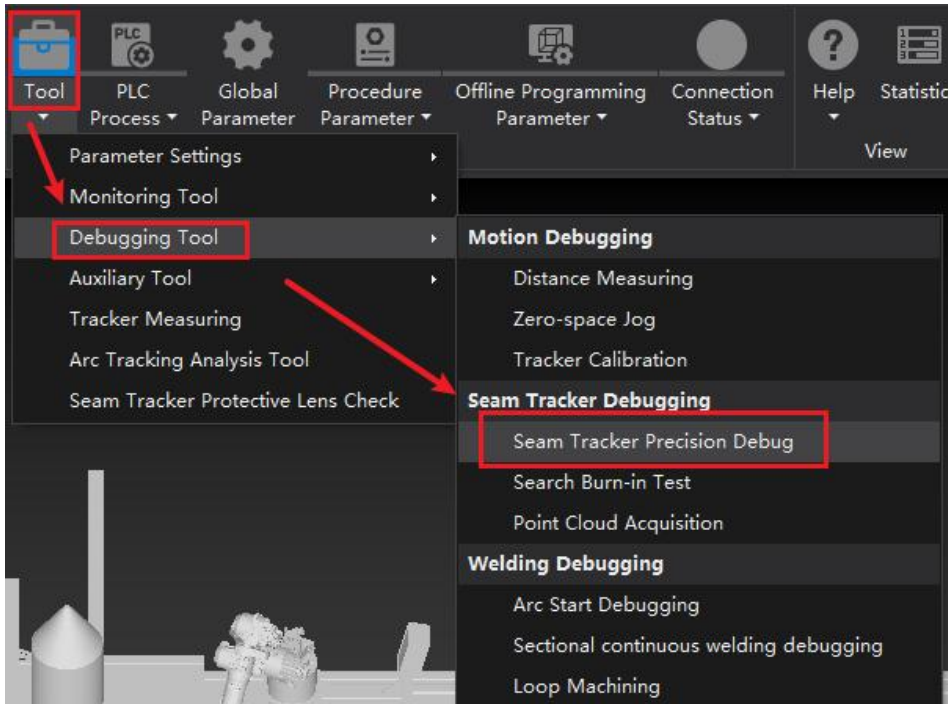 PLC
Tool
PLC Process
Global Parameter
Procedure Parameter
Offline Programming Parameter
Connection Status
Help
Statistic
View
Parameter Settings
Monitoring Tool
Debugging Tool
Auxiliary Tool
Tracker Measuring
Arc Tracking Analysis Tool
Seam Tracker Protective Lens Check
Motion Debugging
Distance Measuring
Zero-space Jog
Tracker Calibration
Seam Tracker Debugging
Seam Tracker Precision Debug
Search Burn-in Test
Point Cloud Acquisition
Welding Debugging
Arc Start Debugging
Sectional continuous welding debugging
Loop Machining